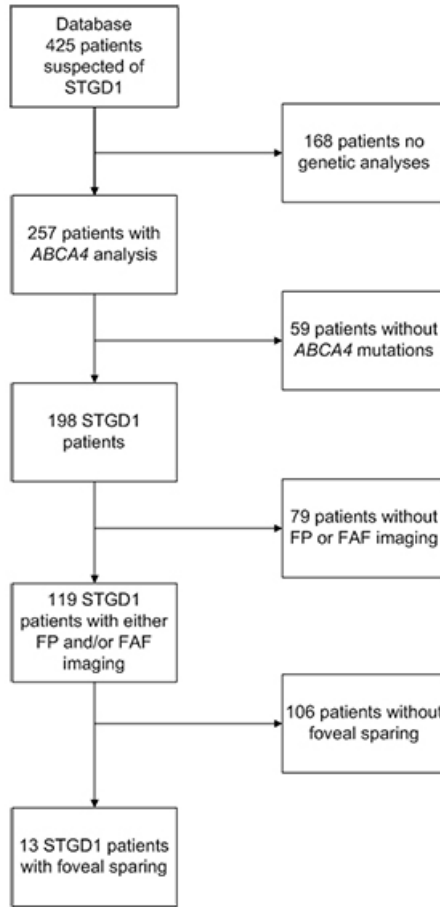 Database
425 patients
suspected of
STGD1
168 patients no
genetic analyses
257 patients with
ABCA4 analysis
59 patients without
ABCA4 mutations
198 STGD1
patients
79 patients without
FP or FAF imaging
119 STGD1
patients with either
FP and/or FAF
imaging
106 patients without
foveal sparing
13 STGD1 patients
with foveal sparing